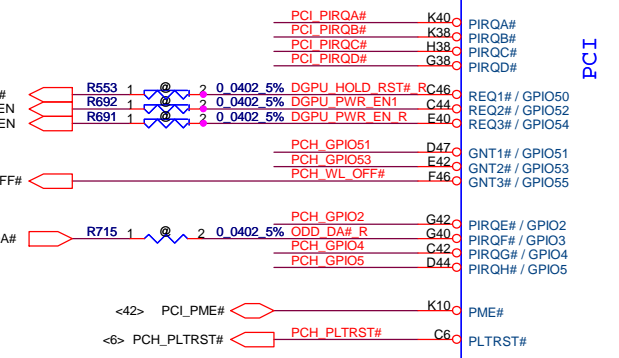 PCI_PIRQA# K40 PIRQA#
PCI_PIRQB# K38 PIRQB#
PCI_PIRQC# H38 PIRQC#
PCI_PIRQD# G38 PIRQD#
PCI
# R553 1 @ 2 0_0402_5% DGPU_HOLD_RST#_R C46 REQ1# / GPIO50
EN R692 1 @ 2 0_0402_5% DGPU_PWR_EN1 C44 REQ2# / GPIO52
EN R691 1 @ 2 0_0402_5% DGPU_PWR_EN_R E40 REQ3# / GPIO54
PCH_GPIO51 D47 GNT1# / GPIO51
PCH_GPIO53 E42 GNT2# / GPIO53
FF# PCH_WL_OFF# F46 GNT3# / GPIO55
PCH_GPIO2 G42 PIRQE# / GPIO2
A# R715 1 @ 2 0_0402_5% ODD_DA#_R G40 PIRQF# / GPIO3
PCH_GPIO4 C42 PIRQG# / GPIO4
PCH_GPIO5 D44 PIRQH# / GPIO5
<42> PCI_PME# K10 PME#
<6> PCH_PLTRST# PCH_PLTRST# C6 PLTRST#